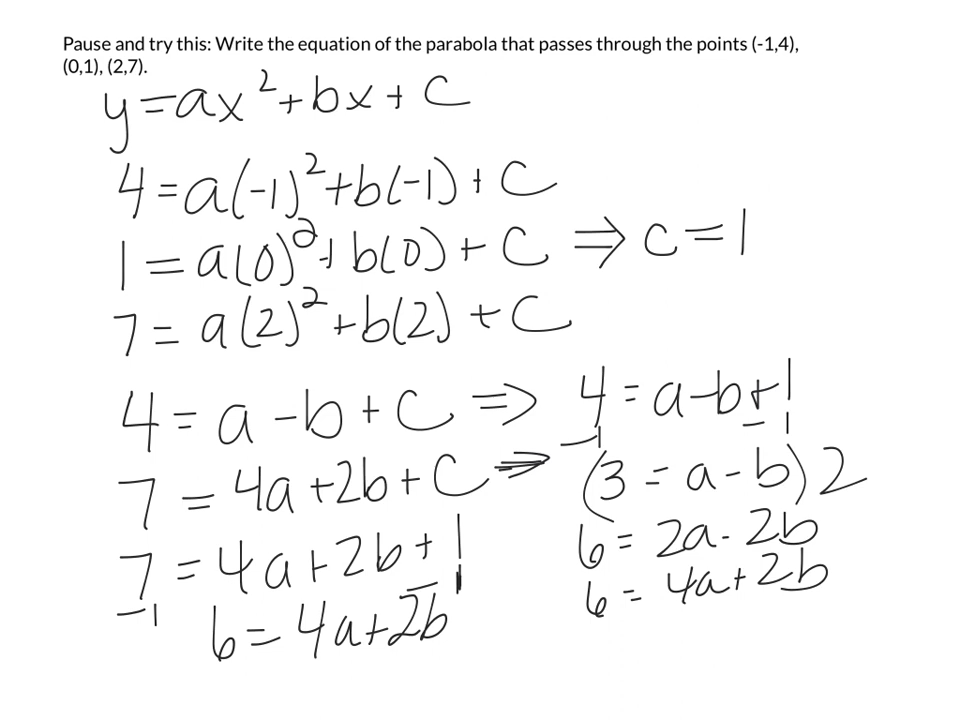 Pause and try this: Write the equation of the parabola that passes through the points (-1,4),
(0,1), (2,7).
y=ax²+bx+c
4=a(-1)²+b(-1)+c
1=a(0)²+b(0)+c ⇒ c=1
7=a(2)²+b(2)+c
4=a-b+c ⇒ 4=a-b+1
-1 -1
7=4a+2b+c ⇒ (3=a-b)2
7=4a+2b+1
-1 -1
6=4a+2b
6=2a-2b
6=4a+2b